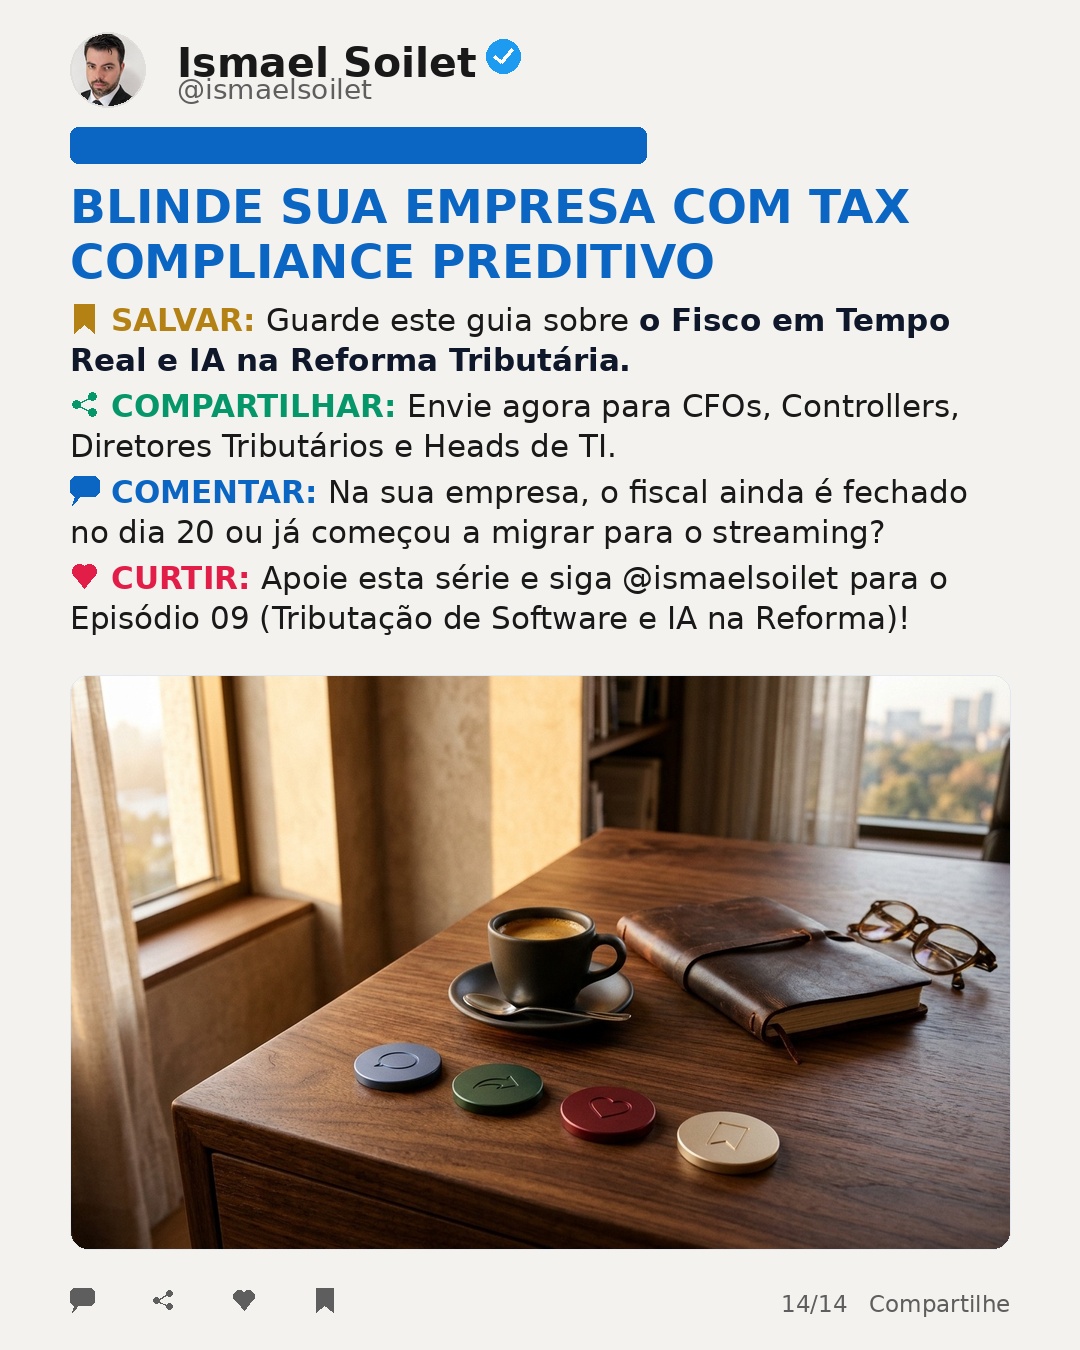 Ismael Soilet
@ismaelsoilet
BLINDE SUA EMPRESA COM TAX
COMPLIANCE PREDITIVO
SALVAR: Guarde este guia sobre o Fisco em Tempo
Real e IA na Reforma Tributária.
COMPARTILHAR: Envie agora para CFOs, Controllers,
Diretores Tributários e Heads de TI.
COMENTAR: Na sua empresa, o fiscal ainda é fechado
no dia 20 ou já começou a migrar para o streaming?
CURTIR: Apoie esta série e siga @ismaelsoilet para o
Episódio 09 (Tributação de Software e IA na Reforma)!
14/14 Compartilhe